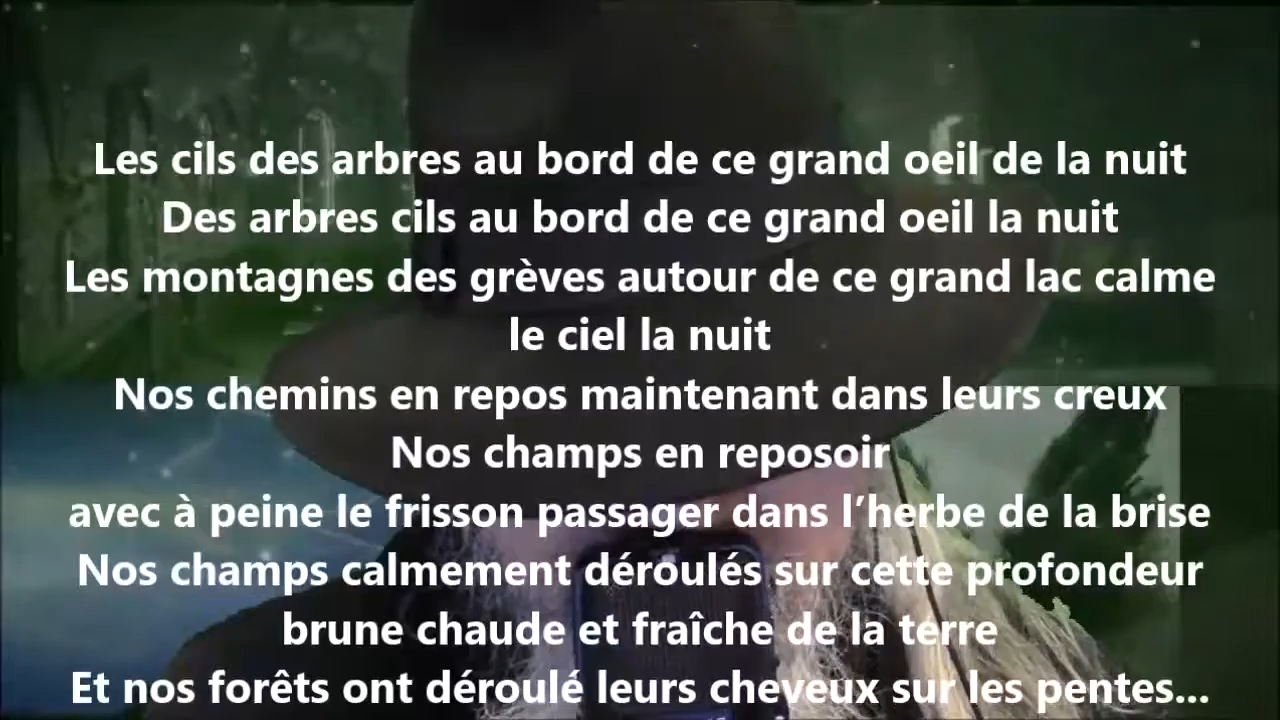 Les cils des arbres au bord de ce grand oeil de la nuit
Des arbres cils au bord de ce grand oeil la nuit
Les montagnes des grèves autour de ce grand lac calme
le ciel la nuit
Nos chemins en repos maintenant dans leurs creux
Nos champs en reposoir
avec à peine le frisson passager dans l’herbe de la brise
Nos champs calmement déroulés sur cette profondeur
brune chaude et fraîche de la terre
Et nos forêts ont déroulé leurs cheveux sur les pentes...